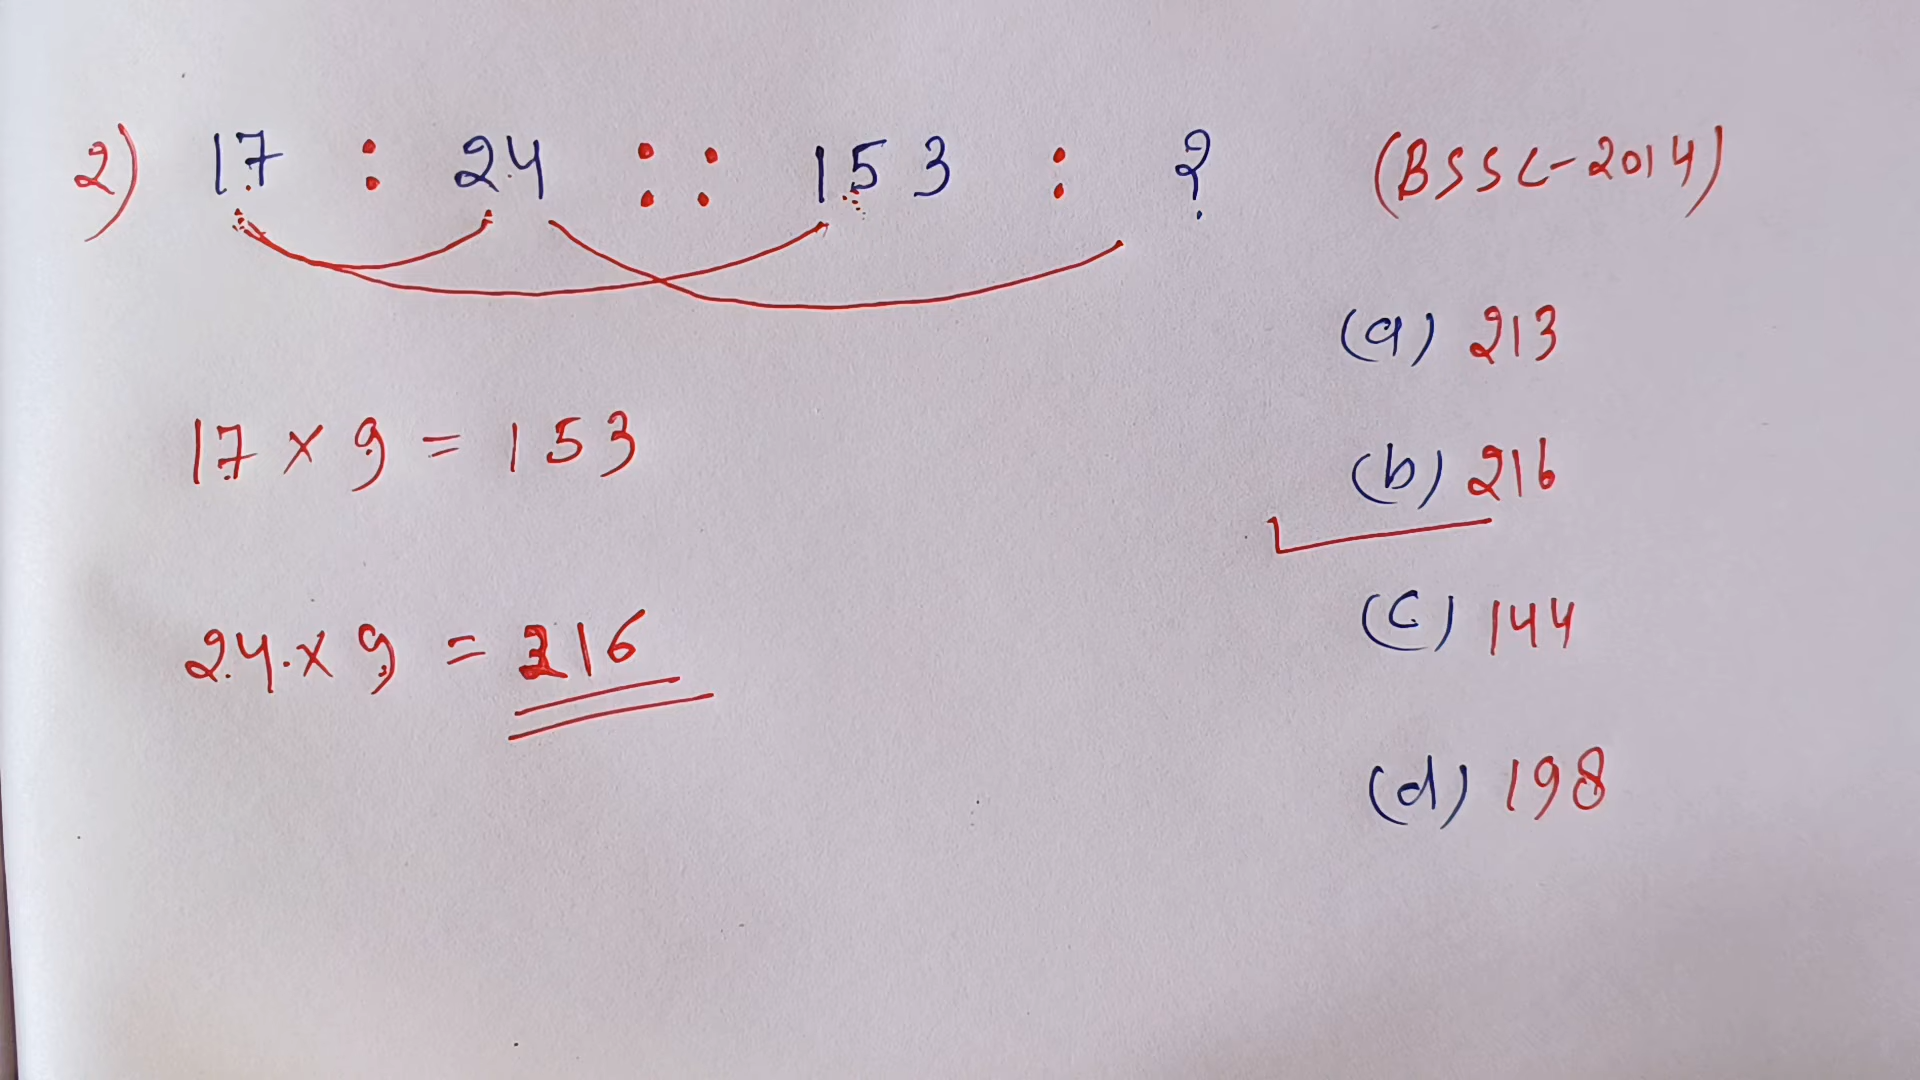 2) 17 : 24 :: 153 : ? (BSSC-2014)
(a) 213
17 × 9 = 153
(b) 216
24 × 9 = 216
(c) 144
(d) 198